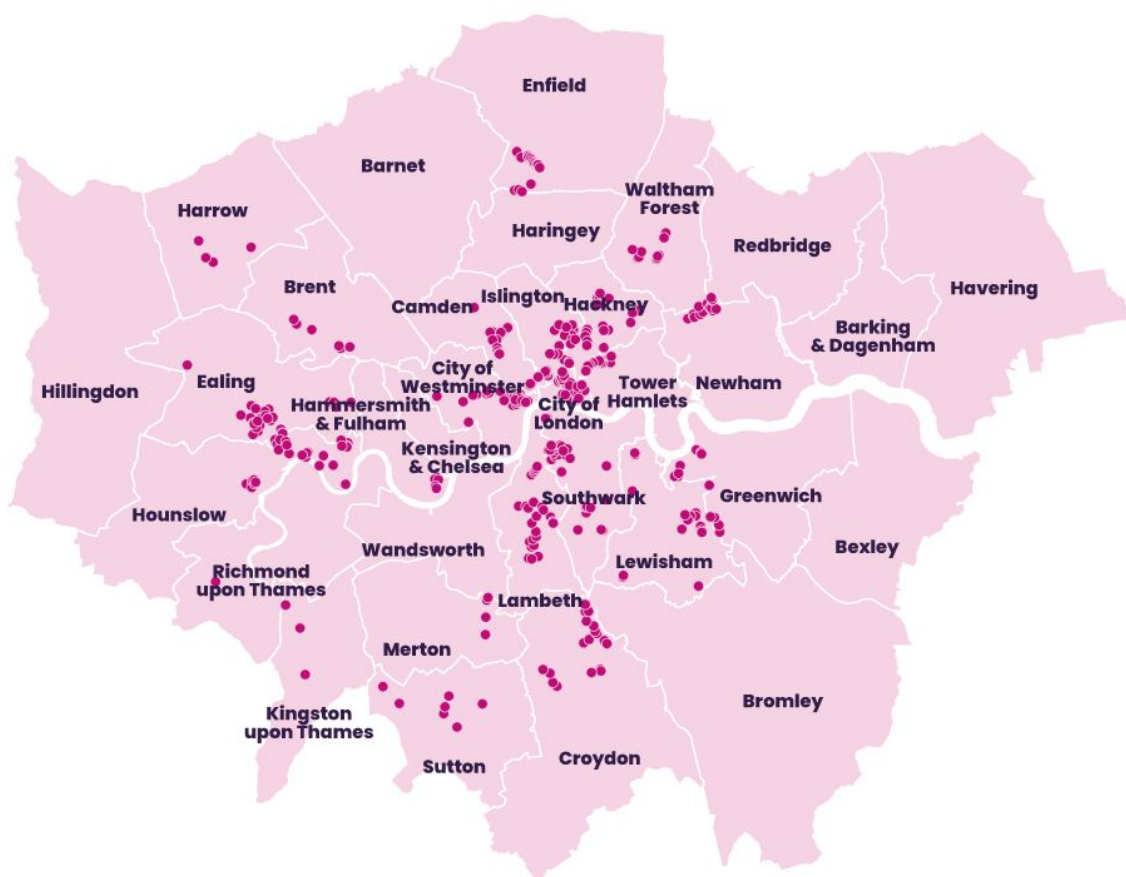 Enfield
Barnet
Waltham
Forest
Harrow
Haringey
Redbridge
Havering
Brent
Camden
Islington
Hackney
Barking
& Dagenham
Hillingdon
Ealing
City of
Westminster
Tower
Hamlets
Newham
Hammersmith
& Fulham
City of
London
Kensington
& Chelsea
Southwark
Greenwich
Hounslow
Wandsworth
Bexley
Lewisham
Richmond
upon Thames
Lambeth
Merton
Bromley
Kingston
upon Thames
Sutton
Croydon